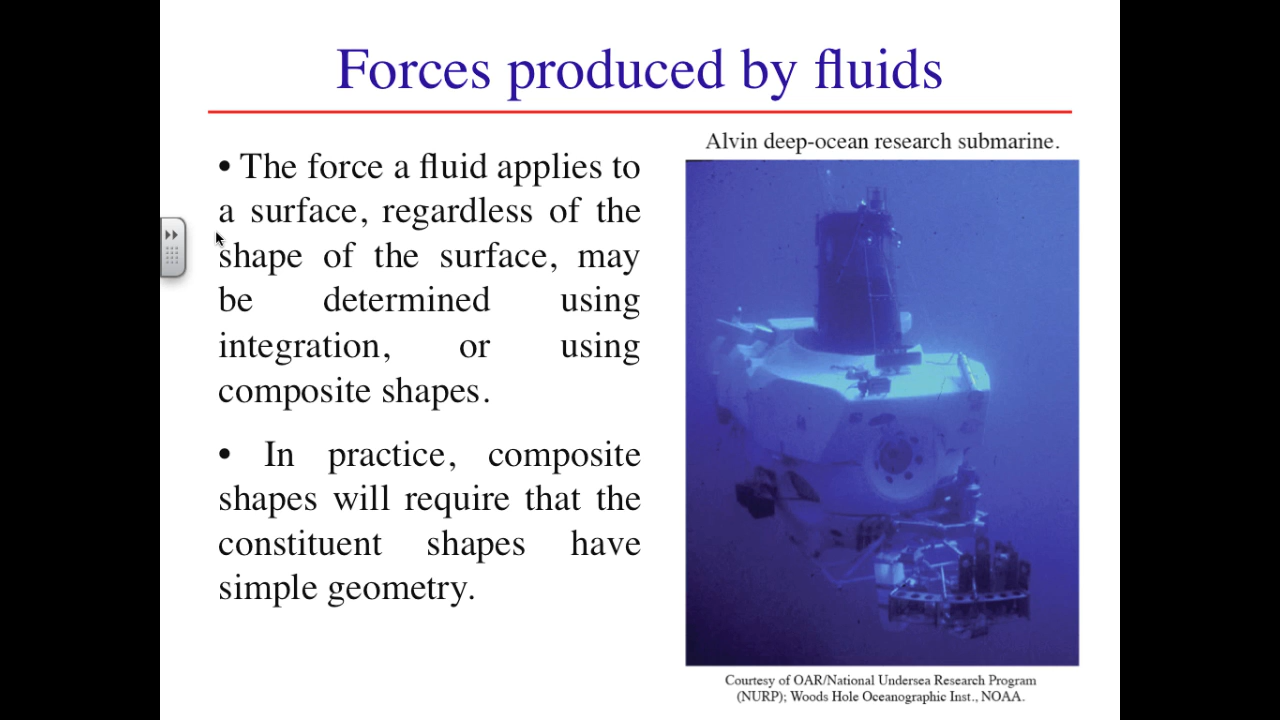 Forces produced by fluids
• The force a fluid applies to
a surface, regardless of the
shape of the surface, may
be determined using
integration, or using
composite shapes.
• In practice, composite
shapes will require that the
constituent shapes have
simple geometry.
Alvin deep-ocean research submarine.
Courtesy of OAR/National Undersea Research Program
(NURP); Woods Hole Oceanographic Inst., NOAA.